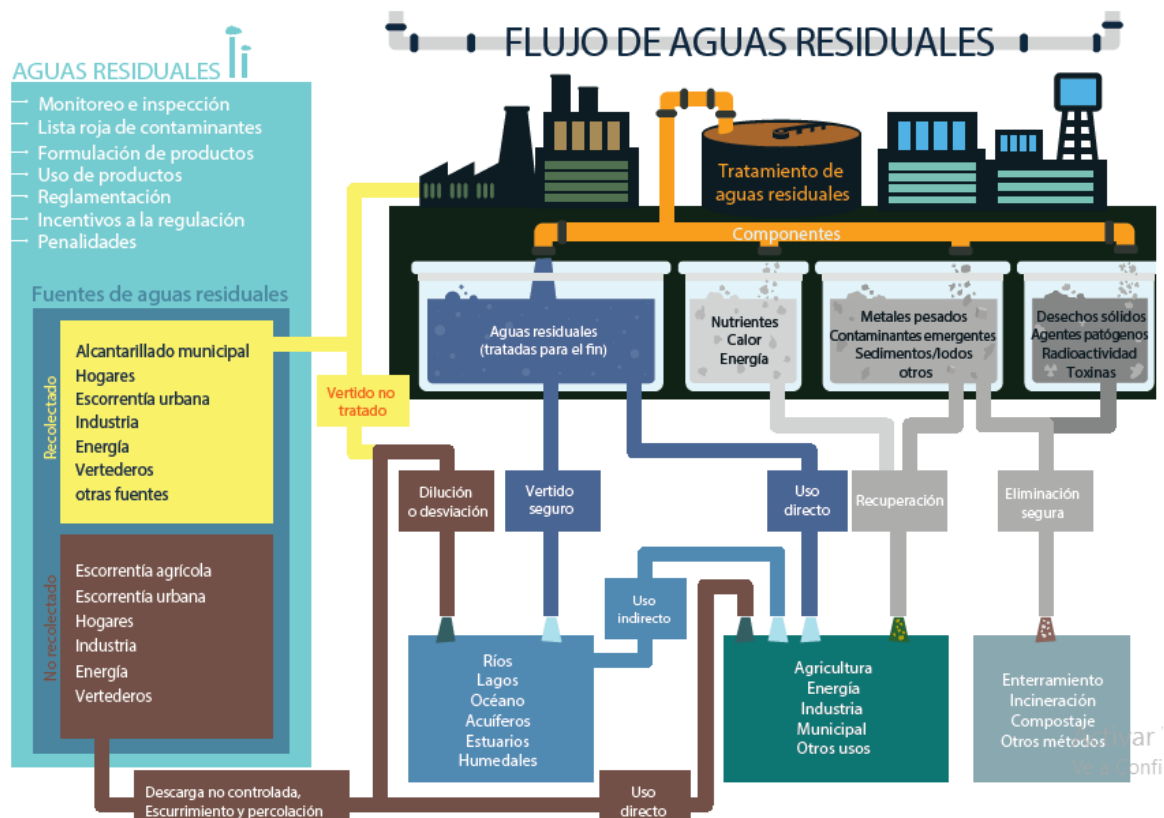 FLUJO DE AGUAS RESIDUALES
AGUAS RESIDUALES
Monitoreo e inspección
Lista roja de contaminantes
Formulación de productos
Uso de productos
Reglamentación
Incentivos a la regulación
Penalidades
Fuentes de aguas residuales
Recolectado
Alcantarillado municipal
Hogares
Escorrentía urbana
Industria
Energía
Vertederos
otras fuentes
No recolectado
Escorrentía agrícola
Escorrentía urbana
Hogares
Industria
Energía
Vertederos
Tratamiento de
aguas residuales
Componentes
Aguas residuales
(tratadas para el fin)
Nutrientes
Calor
Energía
Metales pesados
Contaminantes emergentes
Sedimentos/lodos
otros
Desechos sólidos
Agentes patógenos
Radioactividad
Toxinas
Vertido no
tratado
Dilución
o desviación
Vertido
seguro
Uso
directo
Recuperación
Eliminación
segura
Uso
indirecto
Ríos
Lagos
Océano
Acuíferos
Estuarios
Humedales
Agricultura
Energía
Industria
Municipal
Otros usos
Enterramiento
Incineración
Compostaje
Otros métodos
Descarga no controlada,
Escurrimiento y percolación
Uso
directo